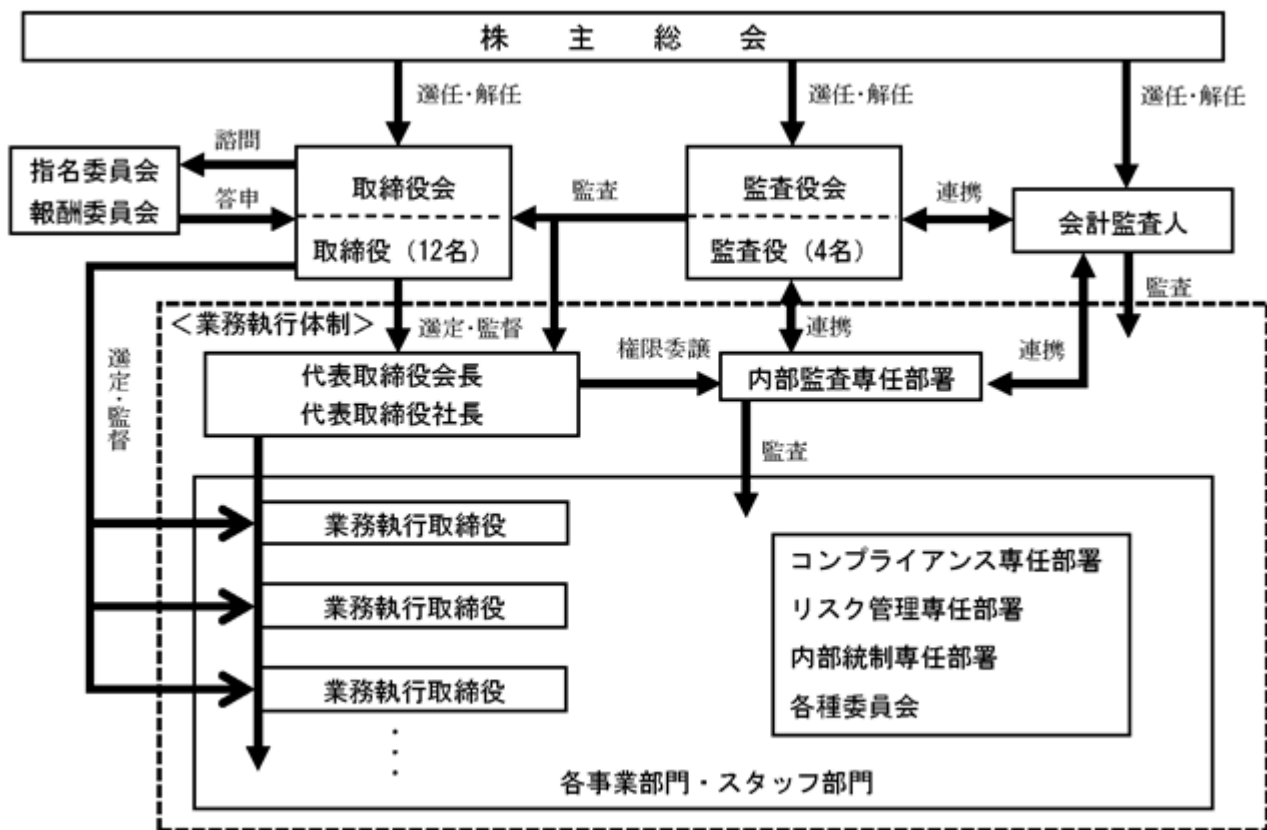 株主総会
選任・解任
選任・解任
選任・解任
諮問
指名委員会
報酬委員会
答申
取締役会
取締役（12名）
監査
監査役会
監査役（4名）
連携
会計監査人
監査
＜業務執行体制＞
選定・監督
選定・監督
連携
連携
権限委譲
代表取締役会長
代表取締役社長
内部監査専任部署
監査
業務執行取締役
業務執行取締役
業務執行取締役
・・・
コンプライアンス専任部署
リスク管理専任部署
内部統制専任部署
各種委員会
各事業部門・スタッフ部門